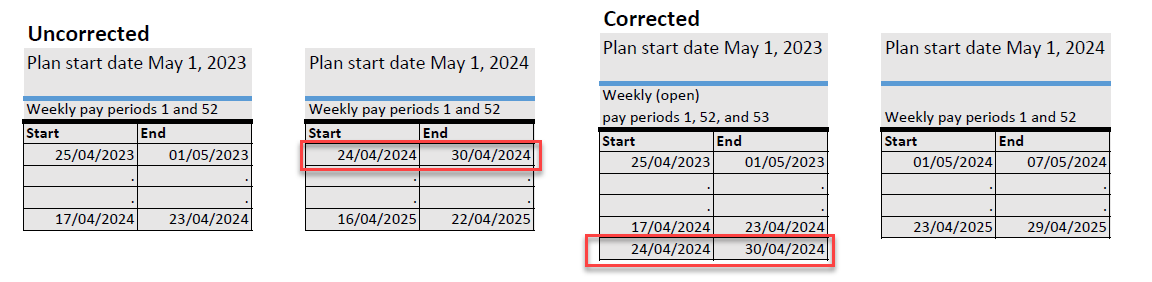 Uncorrected
Plan start date May 1, 2023
Weekly pay periods 1 and 52
Start End
25/04/2023 01/05/2023
. .
. .
17/04/2024 23/04/2024
Plan start date May 1, 2024
Weekly pay periods 1 and 52
Start End
24/04/2024 30/04/2024
. .
. .
16/04/2025 22/04/2025
Corrected
Plan start date May 1, 2023
Weekly (open)
pay periods 1, 52, and 53
Start End
25/04/2023 01/05/2023
. .
. .
17/04/2024 23/04/2024
24/04/2024 30/04/2024
Plan start date May 1, 2024
Weekly pay periods 1 and 52
Start End
01/05/2024 07/05/2024
. .
. .
23/04/2025 29/04/2025